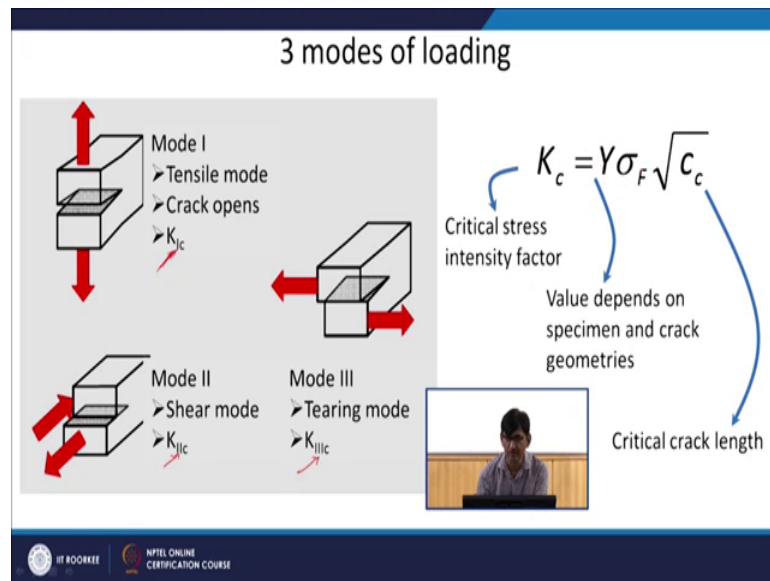 3 modes of loading
Mode I
➤Tensile mode
➤Crack opens
➤K_Ic
Mode II
➤Shear mode
➤K_IIc
Mode III
➤Tearing mode
➤K_IIIc
K_c = Yσ_F √c_c
Critical stress
intensity factor
Value depends on
specimen and crack
geometries
Critical crack length
IIT ROORKEE
NPTEL ONLINE
CERTIFICATION COURSE